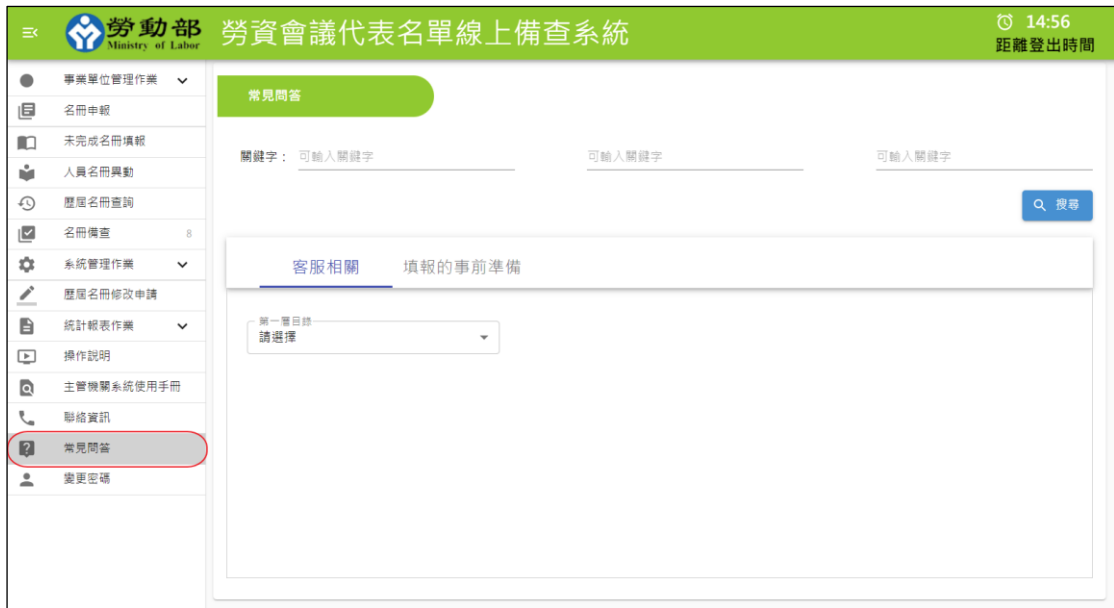 勞動部
Ministry of Labor
勞資會議代表名單線上備查系統
14:56
距離登出時間
事業單位管理作業
名冊申報
未完成名冊填報
人員名冊異動
歷屆名冊查詢
名冊備查 8
系統管理作業
歷屆名冊修改申請
統計報表作業
操作說明
主管機關系統使用手冊
聯絡資訊
常見問答
變更密碼
常見問答
關鍵字： 可輸入關鍵字 可輸入關鍵字 可輸入關鍵字
搜尋
客服相關 填報的事前準備
第一層目錄
請選擇